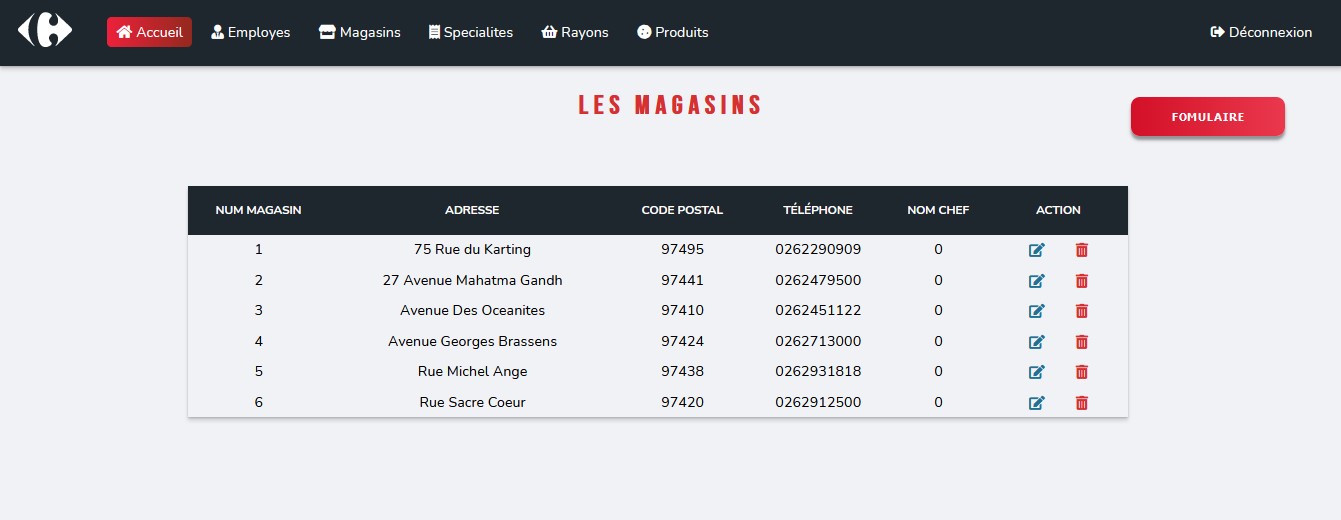 Accueil Employes Magasins Specialites Rayons Produits Déconnexion
LES MAGASINS
FOMULAIRE
NUM MAGASIN ADRESSE CODE POSTAL TÉLÉPHONE NOM CHEF ACTION
1 75 Rue du Karting 97495 0262290909 0
2 27 Avenue Mahatma Gandh 97441 0262479500 0
3 Avenue Des Oceanites 97410 0262451122 0
4 Avenue Georges Brassens 97424 0262713000 0
5 Rue Michel Ange 97438 0262931818 0
6 Rue Sacre Coeur 97420 0262912500 0